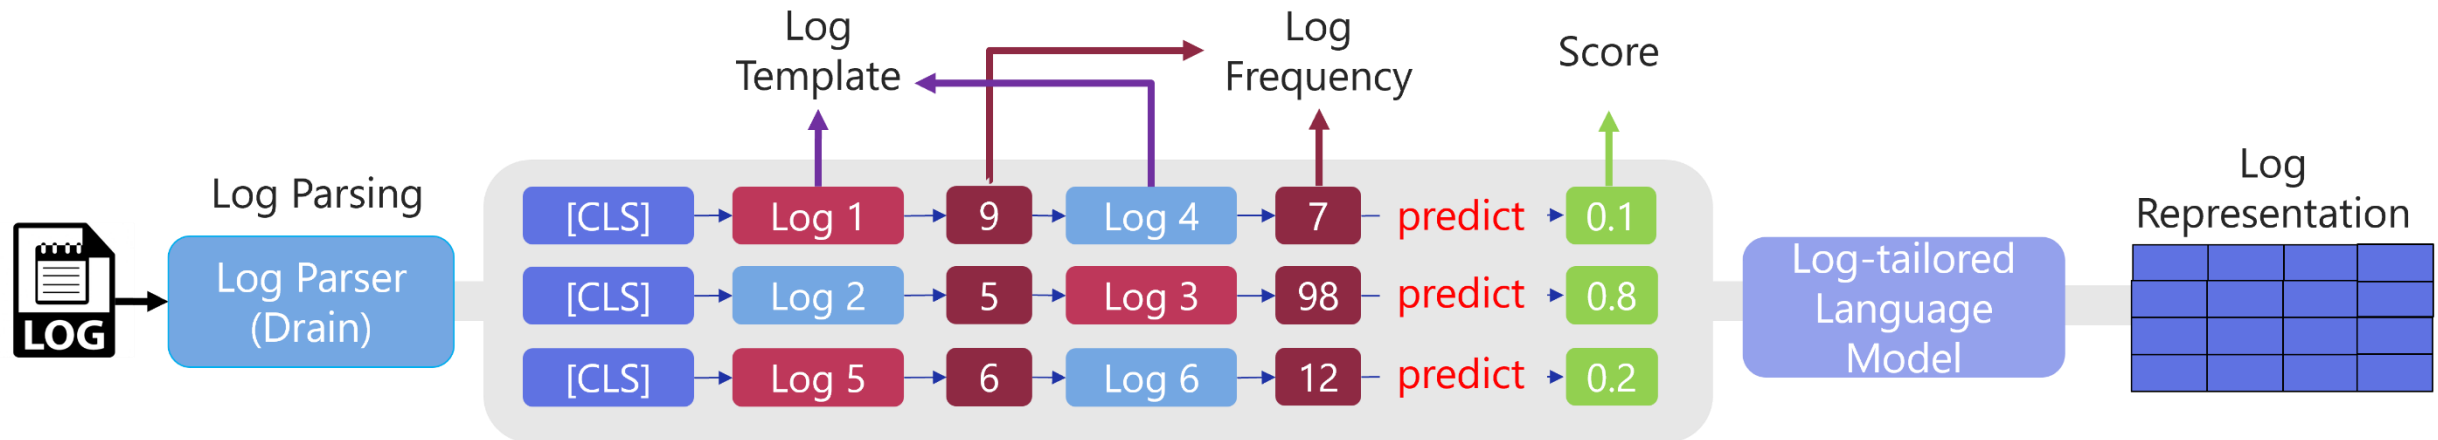 Log
Template
Log
Frequency
Score
Log Parsing
LOG
Log Parser
(Drain)
[CLS] Log 1 9 Log 4 7 predict 0.1
[CLS] Log 2 5 Log 3 98 predict 0.8
[CLS] Log 5 6 Log 6 12 predict 0.2
Log-tailored
Language
Model
Log
Representation